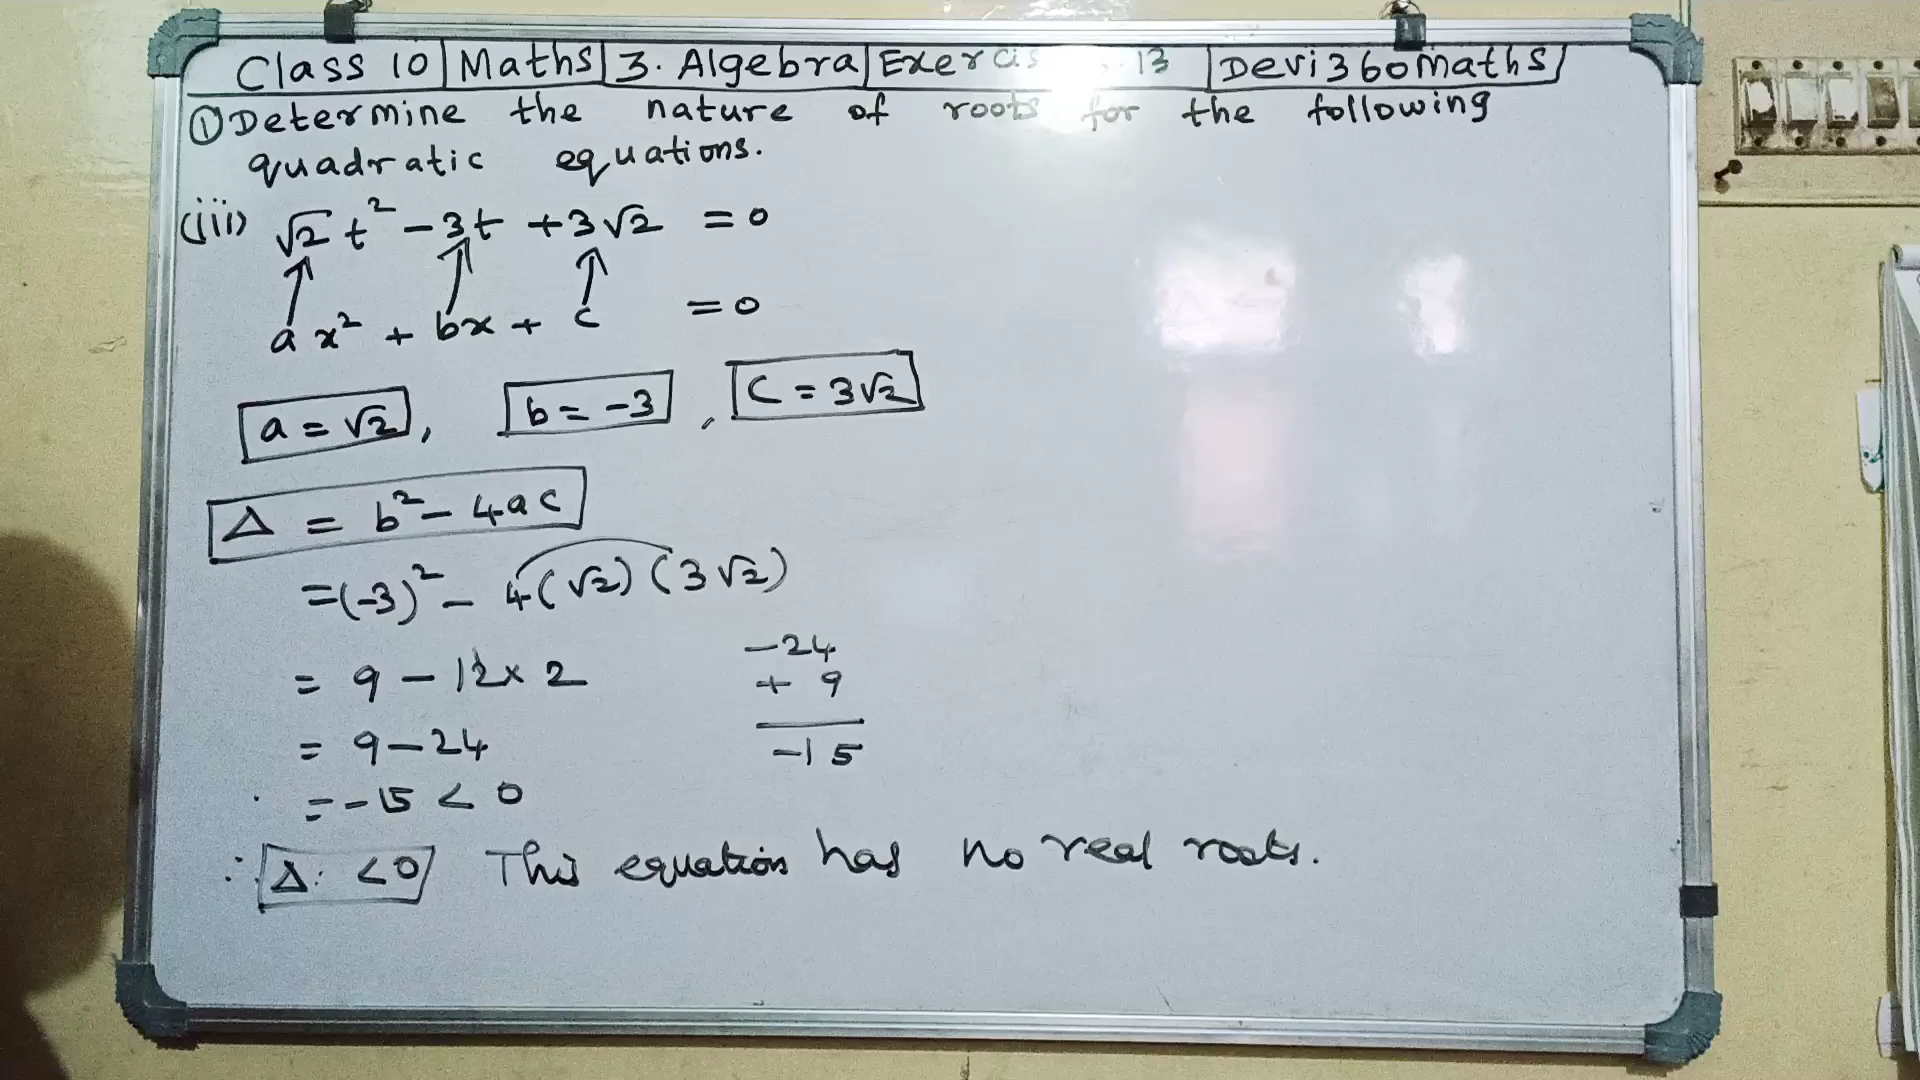 Class 10 | Maths | 3. Algebra | Exercis 13 | Devi360maths
① Determine the nature of roots for the following
quadratic equations.
(iii) √2 t² - 3t + 3√2 = 0
a x² + bx + c = 0
a = √2, b = -3, C = 3√2
Δ = b² - 4ac
= (-3)² - 4(√2)(3√2)
= 9 - 12 x 2
= 9 - 24
= -15 < 0
-24
+ 9
-15
∴ Δ < 0 This equation has no real roots.